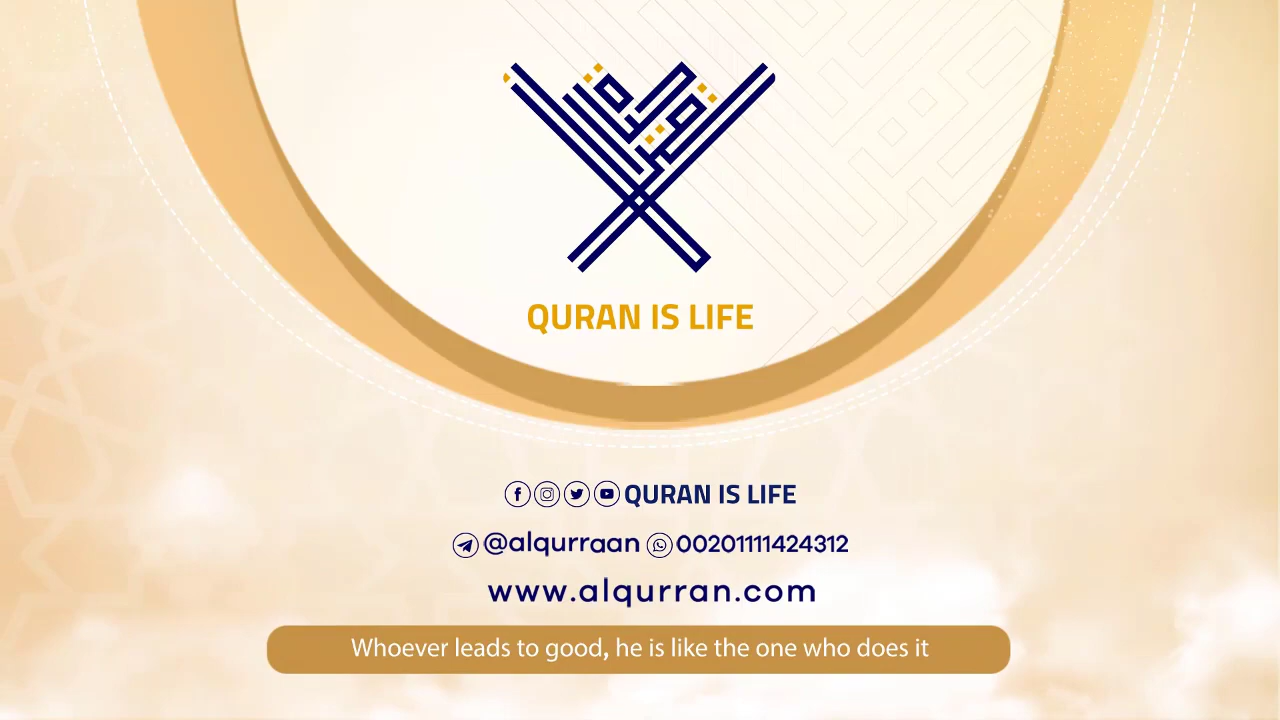 QURAN IS LIFE
QURAN IS LIFE
@alqurraan 00201111424312
www.alqurran.com
Whoever leads to good, he is like the one who does it